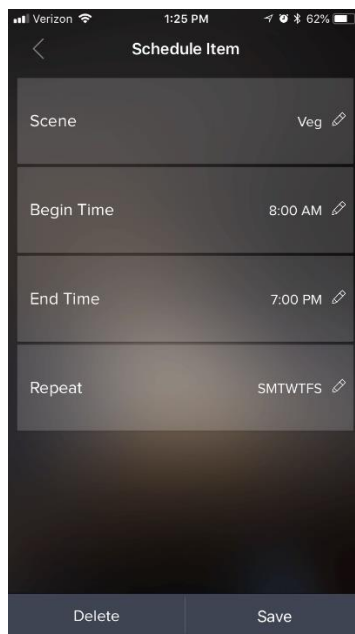 Verizon 1:25 PM 62%
Schedule Item
Scene Veg
Begin Time 8:00 AM
End Time 7:00 PM
Repeat SMTWTFS
Delete Save